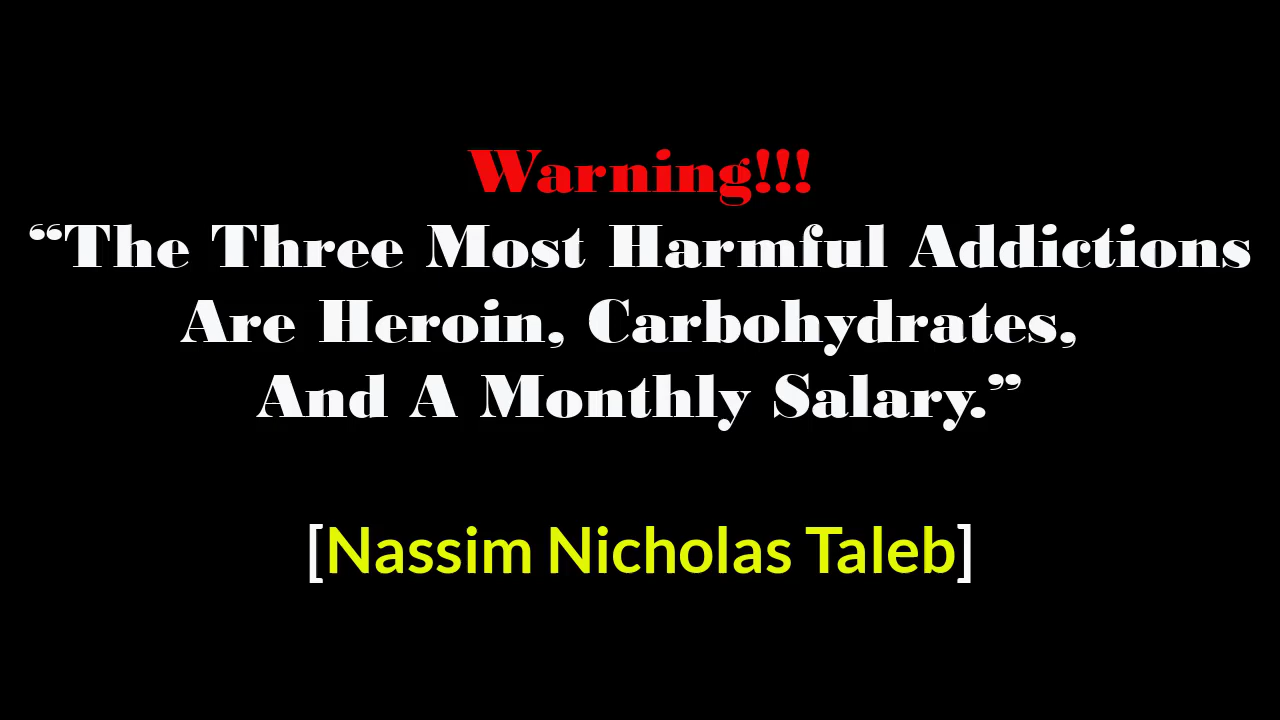 Warning!!!
“The Three Most Harmful Addictions
Are Heroin, Carbohydrates,
And A Monthly Salary.”
[Nassim Nicholas Taleb]